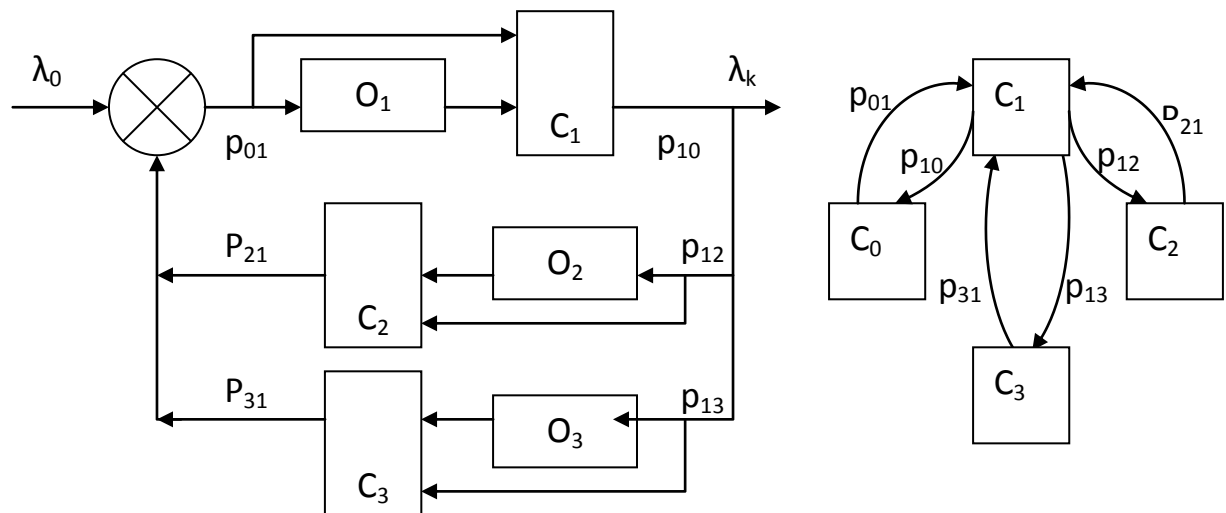 λ₀
p₀₁
O₁
C₁
λₖ
p₁₀
P₂₁
C₂
O₂
p₁₂
P₃₁
C₃
O₃
p₁₃
p₀₁
C₁
p₂₁
p₁₀
p₁₂
C₀
C₂
p₃₁
p₁₃
C₃